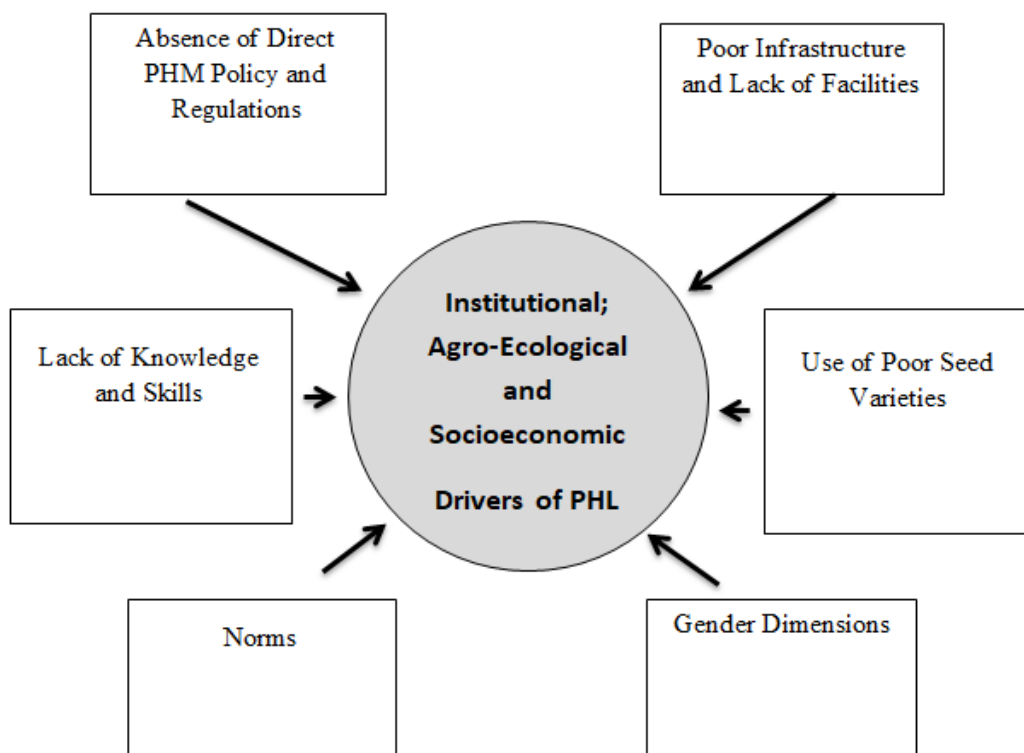 Absence of Direct
PHM Policy and
Regulations
Poor Infrastructure
and Lack of Facilities
Lack of Knowledge
and Skills
Institutional;
Agro-Ecological
and
Socioeconomic
Drivers of PHL
Use of Poor Seed
Varieties
Norms
Gender Dimensions